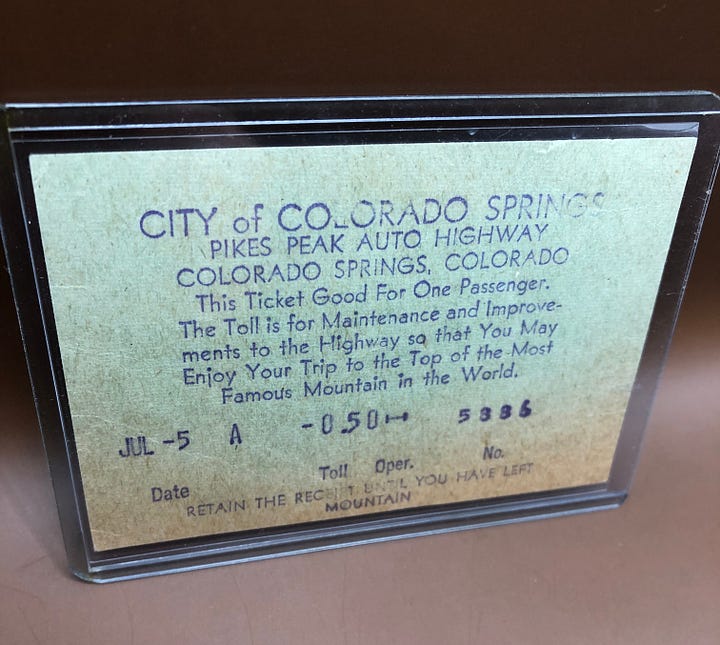 CITY of COLORADO SPRINGS
PIKES PEAK AUTO HIGHWAY
COLORADO SPRINGS, COLORADO
This Ticket Good For One Passenger.
The Toll is for Maintenance and Improve-
ments to the Highway so that You May
Enjoy Your Trip to the Top of the Most
Famous Mountain in the World.
JUL -5 A -0.50 5886
Date Toll Oper. No.
RETAIN THE RECEIPT UNTIL YOU HAVE LEFT
MOUNTAIN